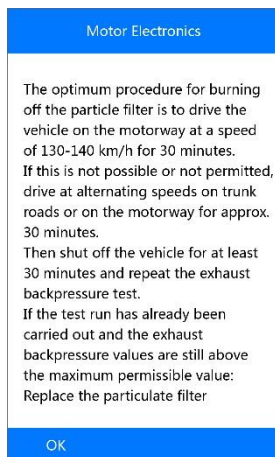 Motor Electronics
The optimum procedure for burning
off the particle filter is to drive the
vehicle on the motorway at a speed
of 130-140 km/h for 30 minutes.
If this is not possible or not permitted,
drive at alternating speeds on trunk
roads or on the motorway for approx.
30 minutes.
Then shut off the vehicle for at least
30 minutes and repeat the exhaust
backpressure test.
If the test run has already been
carried out and the exhaust
backpressure values are still above
the maximum permissible value:
Replace the particulate filter
OK